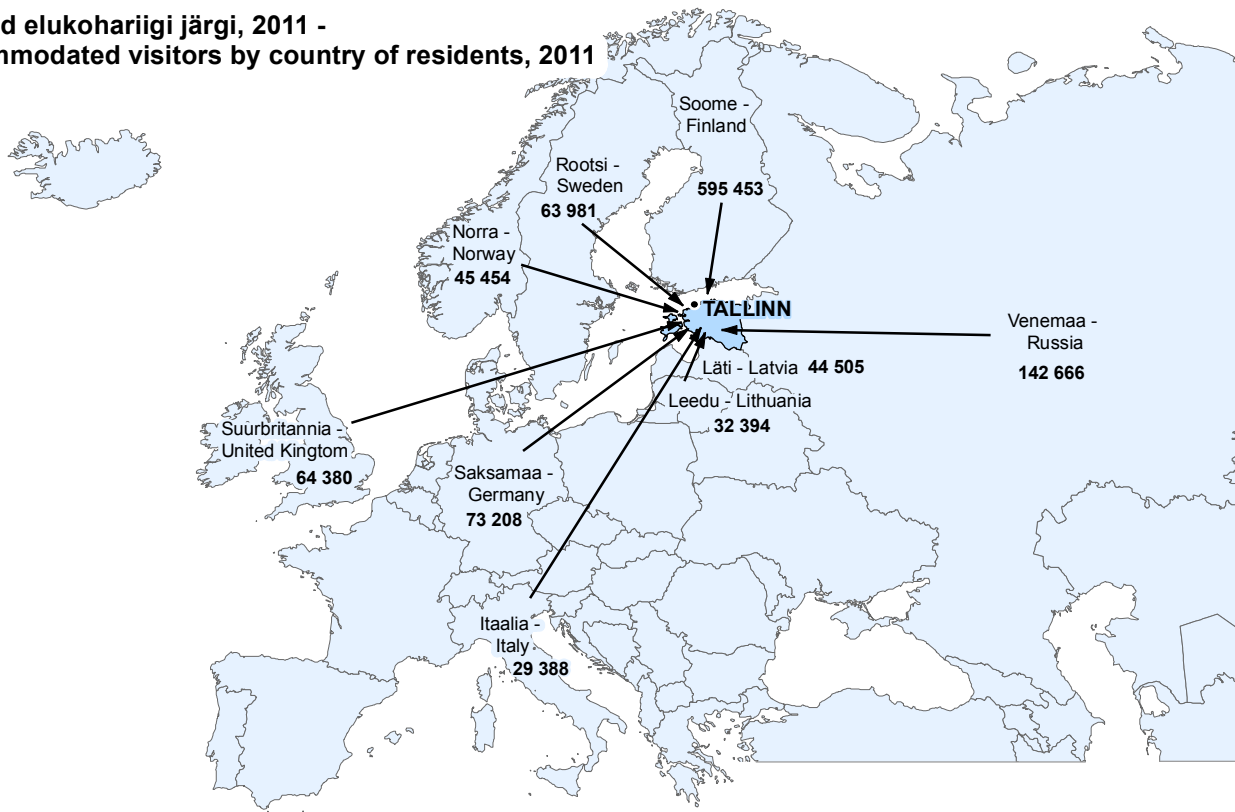 d elukohariigi järgi, 2011 -
mmodated visitors by country of residents, 2011
Soome -
Finland
595 453
Rootsi -
Sweden
63 981
Norra -
Norway
45 454
TALLINN
Venemaa -
Russia
142 666
Läti - Latvia 44 505
Leedu - Lithuania
32 394
Suurbritannia -
United Kingtom
64 380
Saksamaa -
Germany
73 208
Itaalia -
Italy
29 388